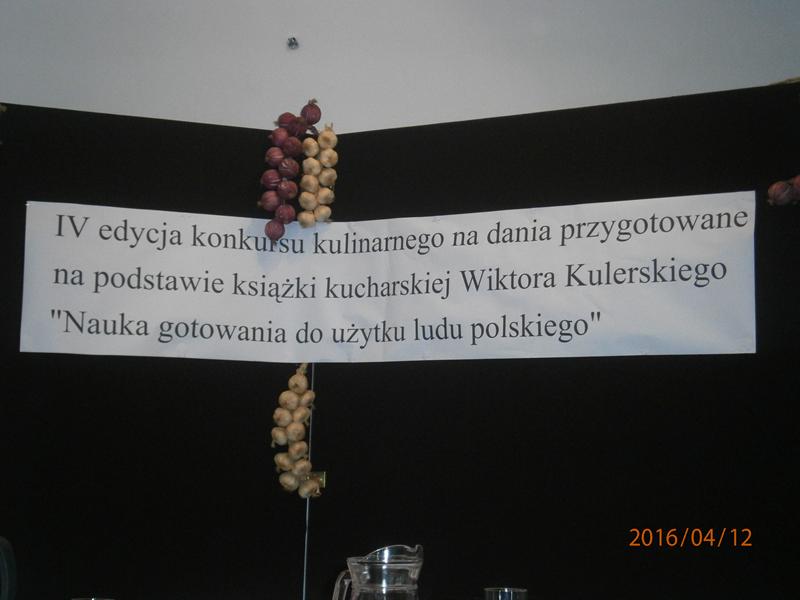 IV edycja konkursu kulinarnego na dania przygotowane
na podstawie książki kucharskiej Wiktora Kulerskiego
"Nauka gotowania do użytku ludu polskiego"
2016/04/12